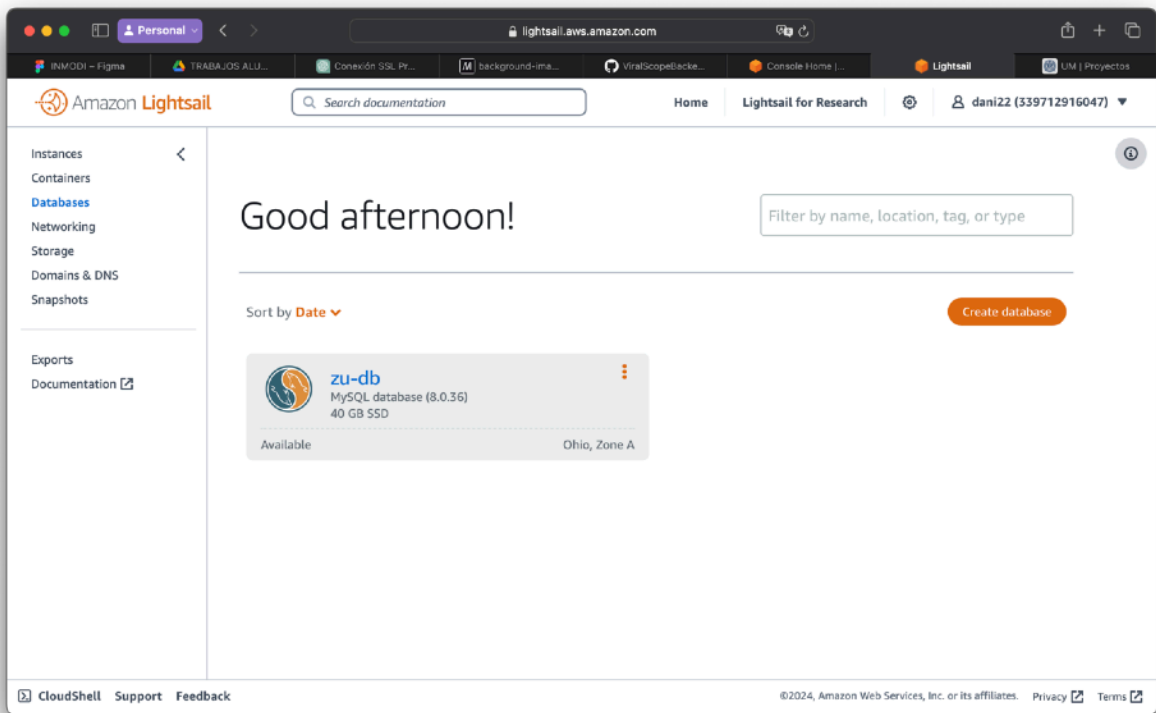 Personal
lightsail.aws.amazon.com
INMODI – Figma
TRABAJOS ALU...
Conexión SSL Pr...
M background-ima...
ViralScopeBacke...
Console Home |...
Lightsail
UM | Proyectos
Amazon Lightsail
Search documentation
Home
Lightsail for Research
dani22 (339712916047)
Instances
Containers
Databases
Networking
Storage
Domains & DNS
Snapshots
Exports
Documentation
Good afternoon!
Filter by name, location, tag, or type
Sort by Date
Create database
zu-db
MySQL database (8.0.36)
40 GB SSD
Available
Ohio, Zone A
CloudShell Support Feedback
©2024, Amazon Web Services, Inc. or its affiliates. Privacy Terms